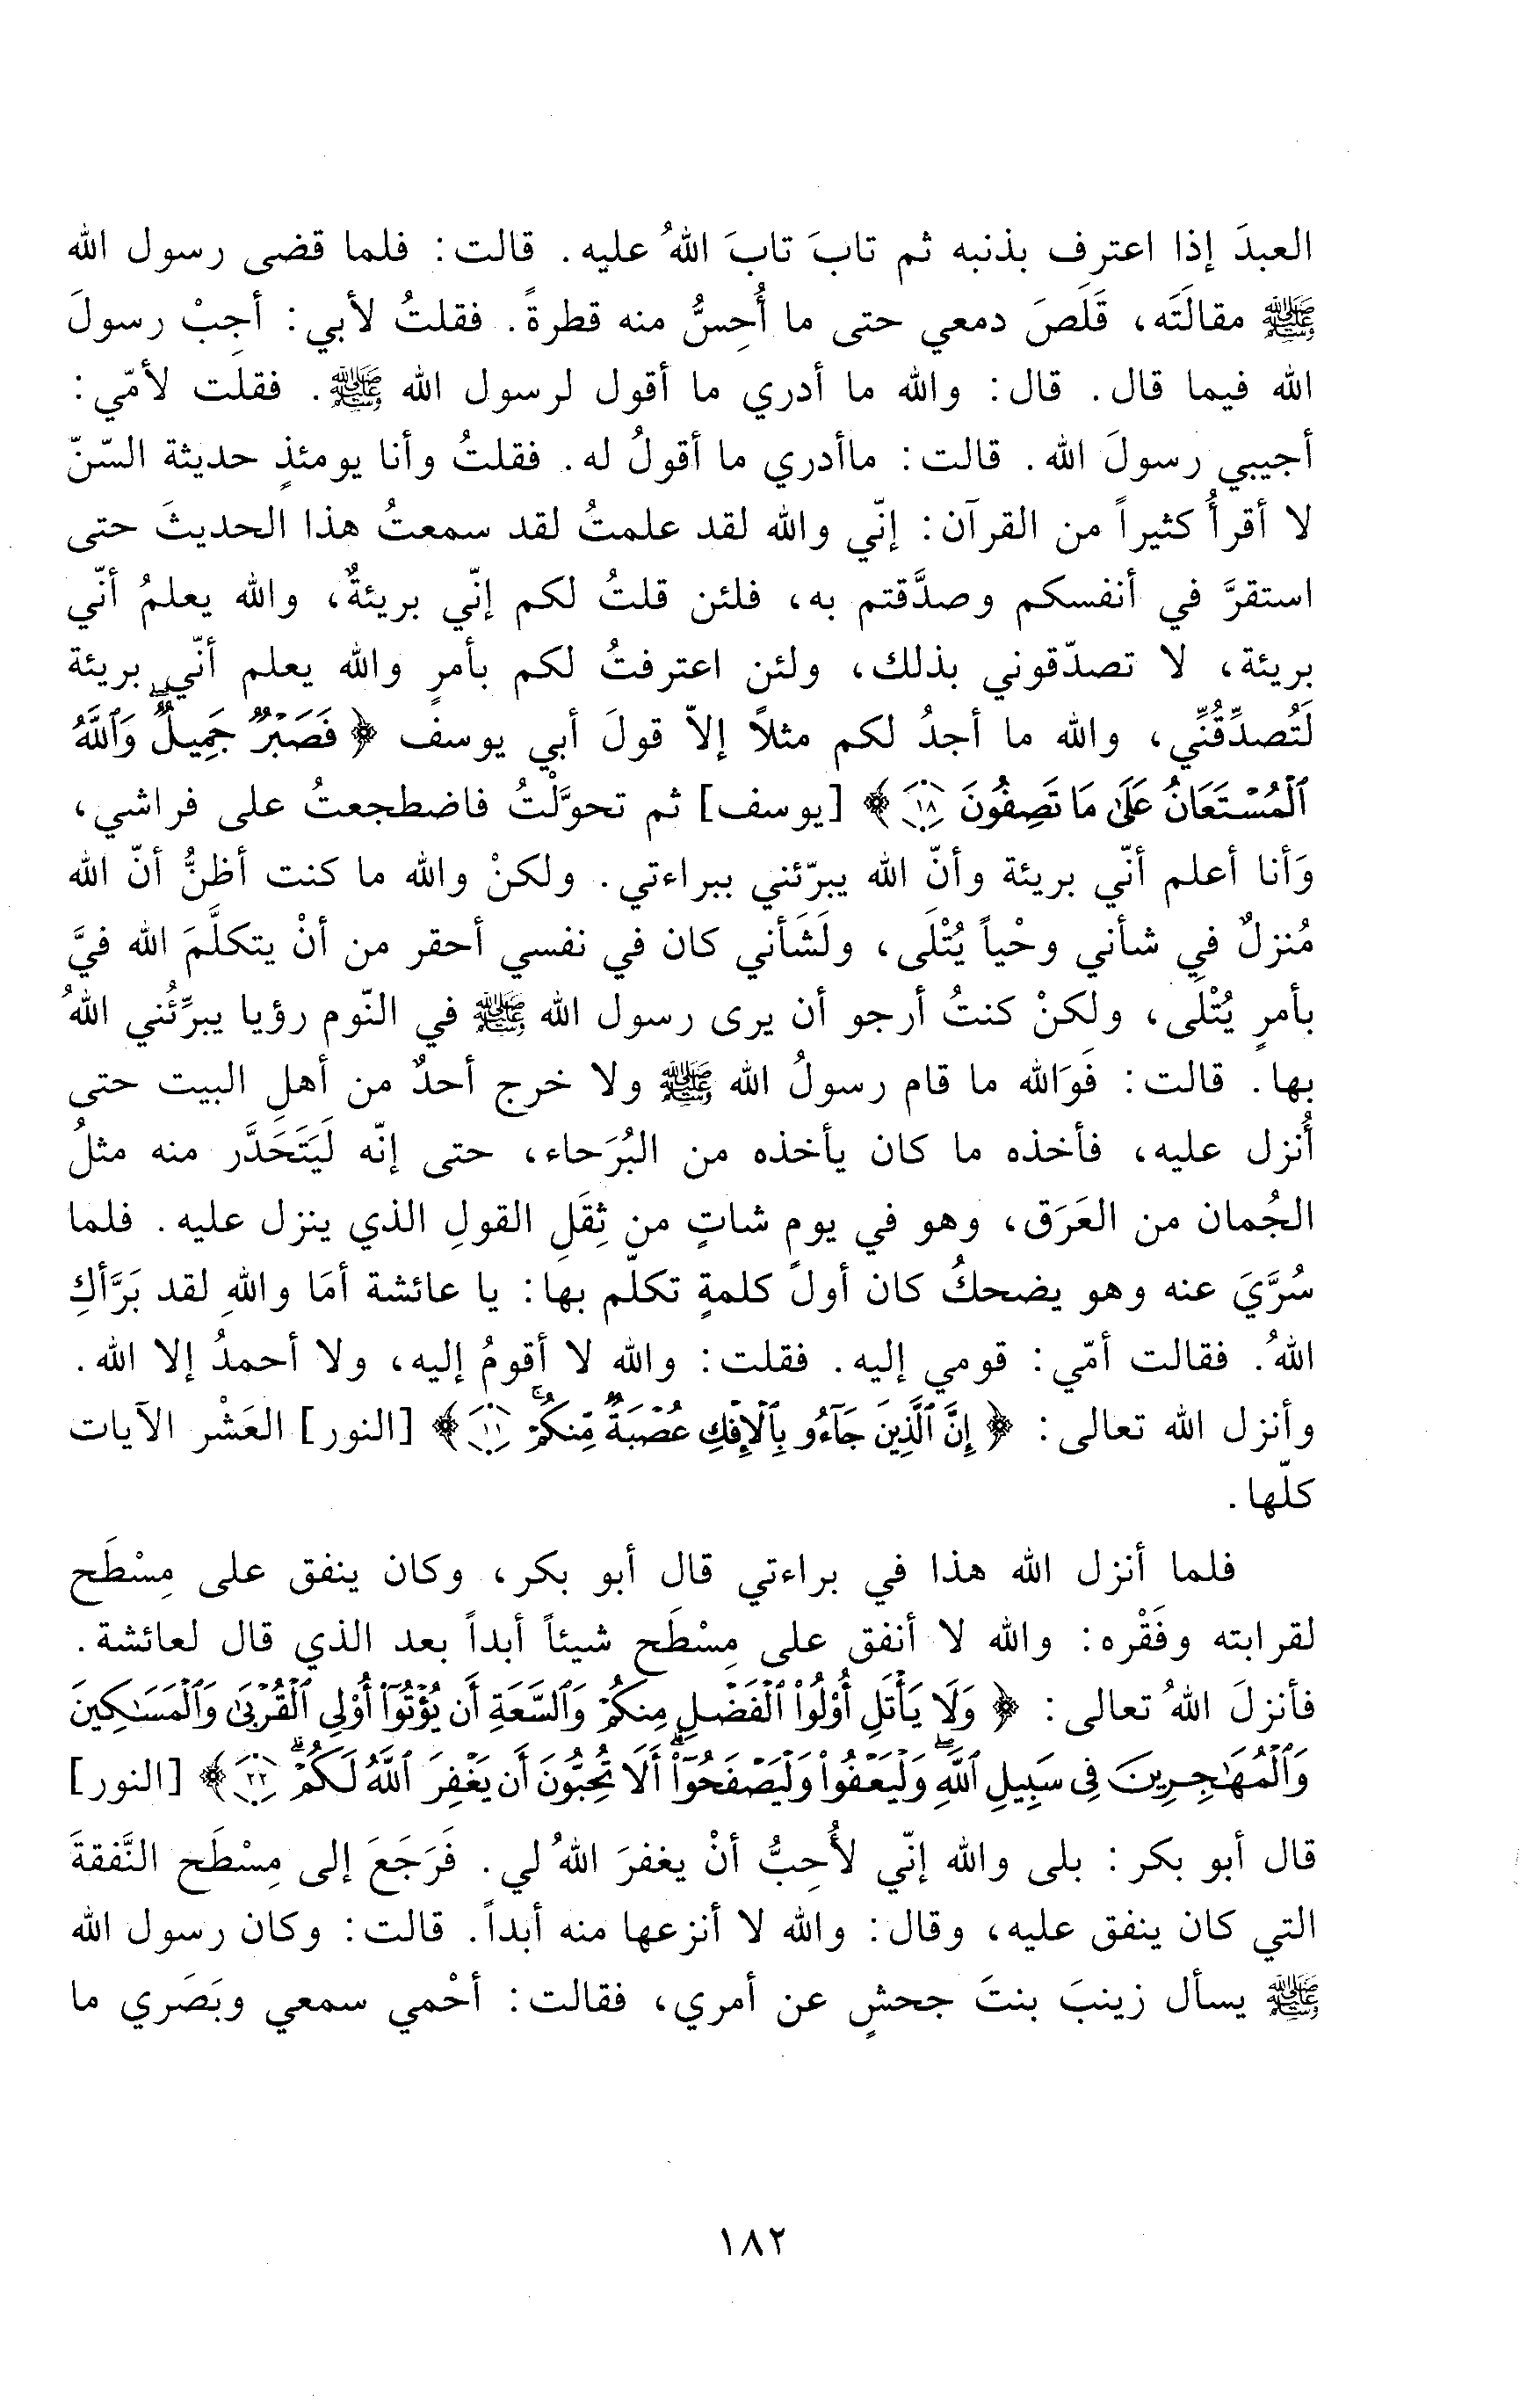 العبدَ إذا اعترف بذنبه ثم تابَ تابَ اللهُ عليه. قالت: فلما قضى رسول الله
ﷺ مقالَتَه، قَلَصَ دمعي حتى ما أُحِسُّ منه قطرةً. فقلتُ لأبي: أجِبْ رسولَ
الله فيما قال. قال: والله ما أدري ما أقول لرسول الله ﷺ. فقلت لأمّي:
أجيبي رسولَ الله. قالت: ماأدري ما أقولُ له. فقلتُ وأنا يومئذٍ حديثة السّنّ
لا أقرأُ كثيراً من القرآن: إنّي والله لقد علمتُ لقد سمعتُ هذا الحديثَ حتى
استقرَّ في أنفسكم وصدَّقتم به، فلئن قلتُ لكم إنّي بريئةٌ، والله يعلمُ أنّي
بريئة، لا تصدّقوني بذلك، ولئن اعترفتُ لكم بأمرٍ والله يعلم أنّي بريئة
لَتُصدِّقُنِّي، والله ما أجدُ لكم مثلاً إلاّ قولَ أبي يوسف ﴿ فَصَبْرٌ جَمِيلٌ ۖ وَٱللَّهُ
ٱلْمُسْتَعَانُ عَلَىٰ مَا تَصِفُونَ ١٨ ﴾ [يوسف] ثم تحوَّلْتُ فاضطجعتُ على فراشي،
وَأنا أعلم أنّي بريئة وأنّ الله يبرّئني ببراءتي. ولكنْ والله ما كنت أظنُّ أنّ الله
مُنزلٌ في شأني وحْياً يُتْلَى، ولَشَأني كان في نفسي أحقر من أنْ يتكلَّمَ الله فيَّ
بأمرٍ يُتْلى، ولكنْ كنتُ أرجو أن يرى رسول الله ﷺ في النّوم رؤيا يبرِّئُني اللهُ
بها. قالت: فَوَالله ما قام رسولُ الله ﷺ ولا خرج أحدٌ من أهلِ البيت حتى
أُنزل عليه، فأخذه ما كان يأخذه من البُرَحاء، حتى إنّه لَيَتَحَدَّر منه مثلُ
الجُمان من العَرَق، وهو في يوم شاتٍ من ثِقَلِ القولِ الذي ينزل عليه. فلما
سُرَّيَ عنه وهو يضحكُ كان أولَ كلمةٍ تكلّم بها: يا عائشة أمَا واللهِ لقد بَرَّأكِ
اللهُ. فقالت أمّي: قومي إليه. فقلت: والله لا أقومُ إليه، ولا أحمدُ إلا الله.
وأنزل الله تعالى: ﴿ إِنَّ ٱلَّذِينَ جَآءُو بِٱلْإِفْكِ عُصْبَةٌ مِّنكُمْ ۚ ١١ ﴾ [النور] العَشْر الآيات
كلّها.
فلما أنزل الله هذا في براءتي قال أبو بكر، وكان ينفق على مِسْطَح
لقرابته وفَقْره: والله لا أنفق على مِسْطَح شيئاً أبداً بعد الذي قال لعائشة.
فأنزلَ اللهُ تعالى: ﴿ وَلَا يَأْتَلِ أُوْلُواْ ٱلْفَضْلِ مِنكُمْ وَٱلسَّعَةِ أَن يُؤْتُوٓاْ أُوْلِى ٱلْقُرْبَىٰ وَٱلْمَسَـٰكِينَ
وَٱلْمُهَـٰجِرِينَ فِى سَبِيلِ ٱللَّهِ ۖ وَلْيَعْفُواْ وَلْيَصْفَحُوٓاْ ۗ أَلَا تُحِبُّونَ أَن يَغْفِرَ ٱللَّهُ لَكُمْ ۗ ٢٢ ﴾ [النور]
قال أبو بكر: بلى والله إنّي لأُحِبُّ أنْ يغفرَ اللهُ لي. فَرَجَعَ إلى مِسْطَح النَّفقةَ
التي كان ينفق عليه، وقال: والله لا أنزعها منه أبداً. قالت: وكان رسول الله
ﷺ يسأل زينبَ بنتَ جحشٍ عن أمري، فقالت: أحْمي سمعي وبَصَري ما
١٨٢